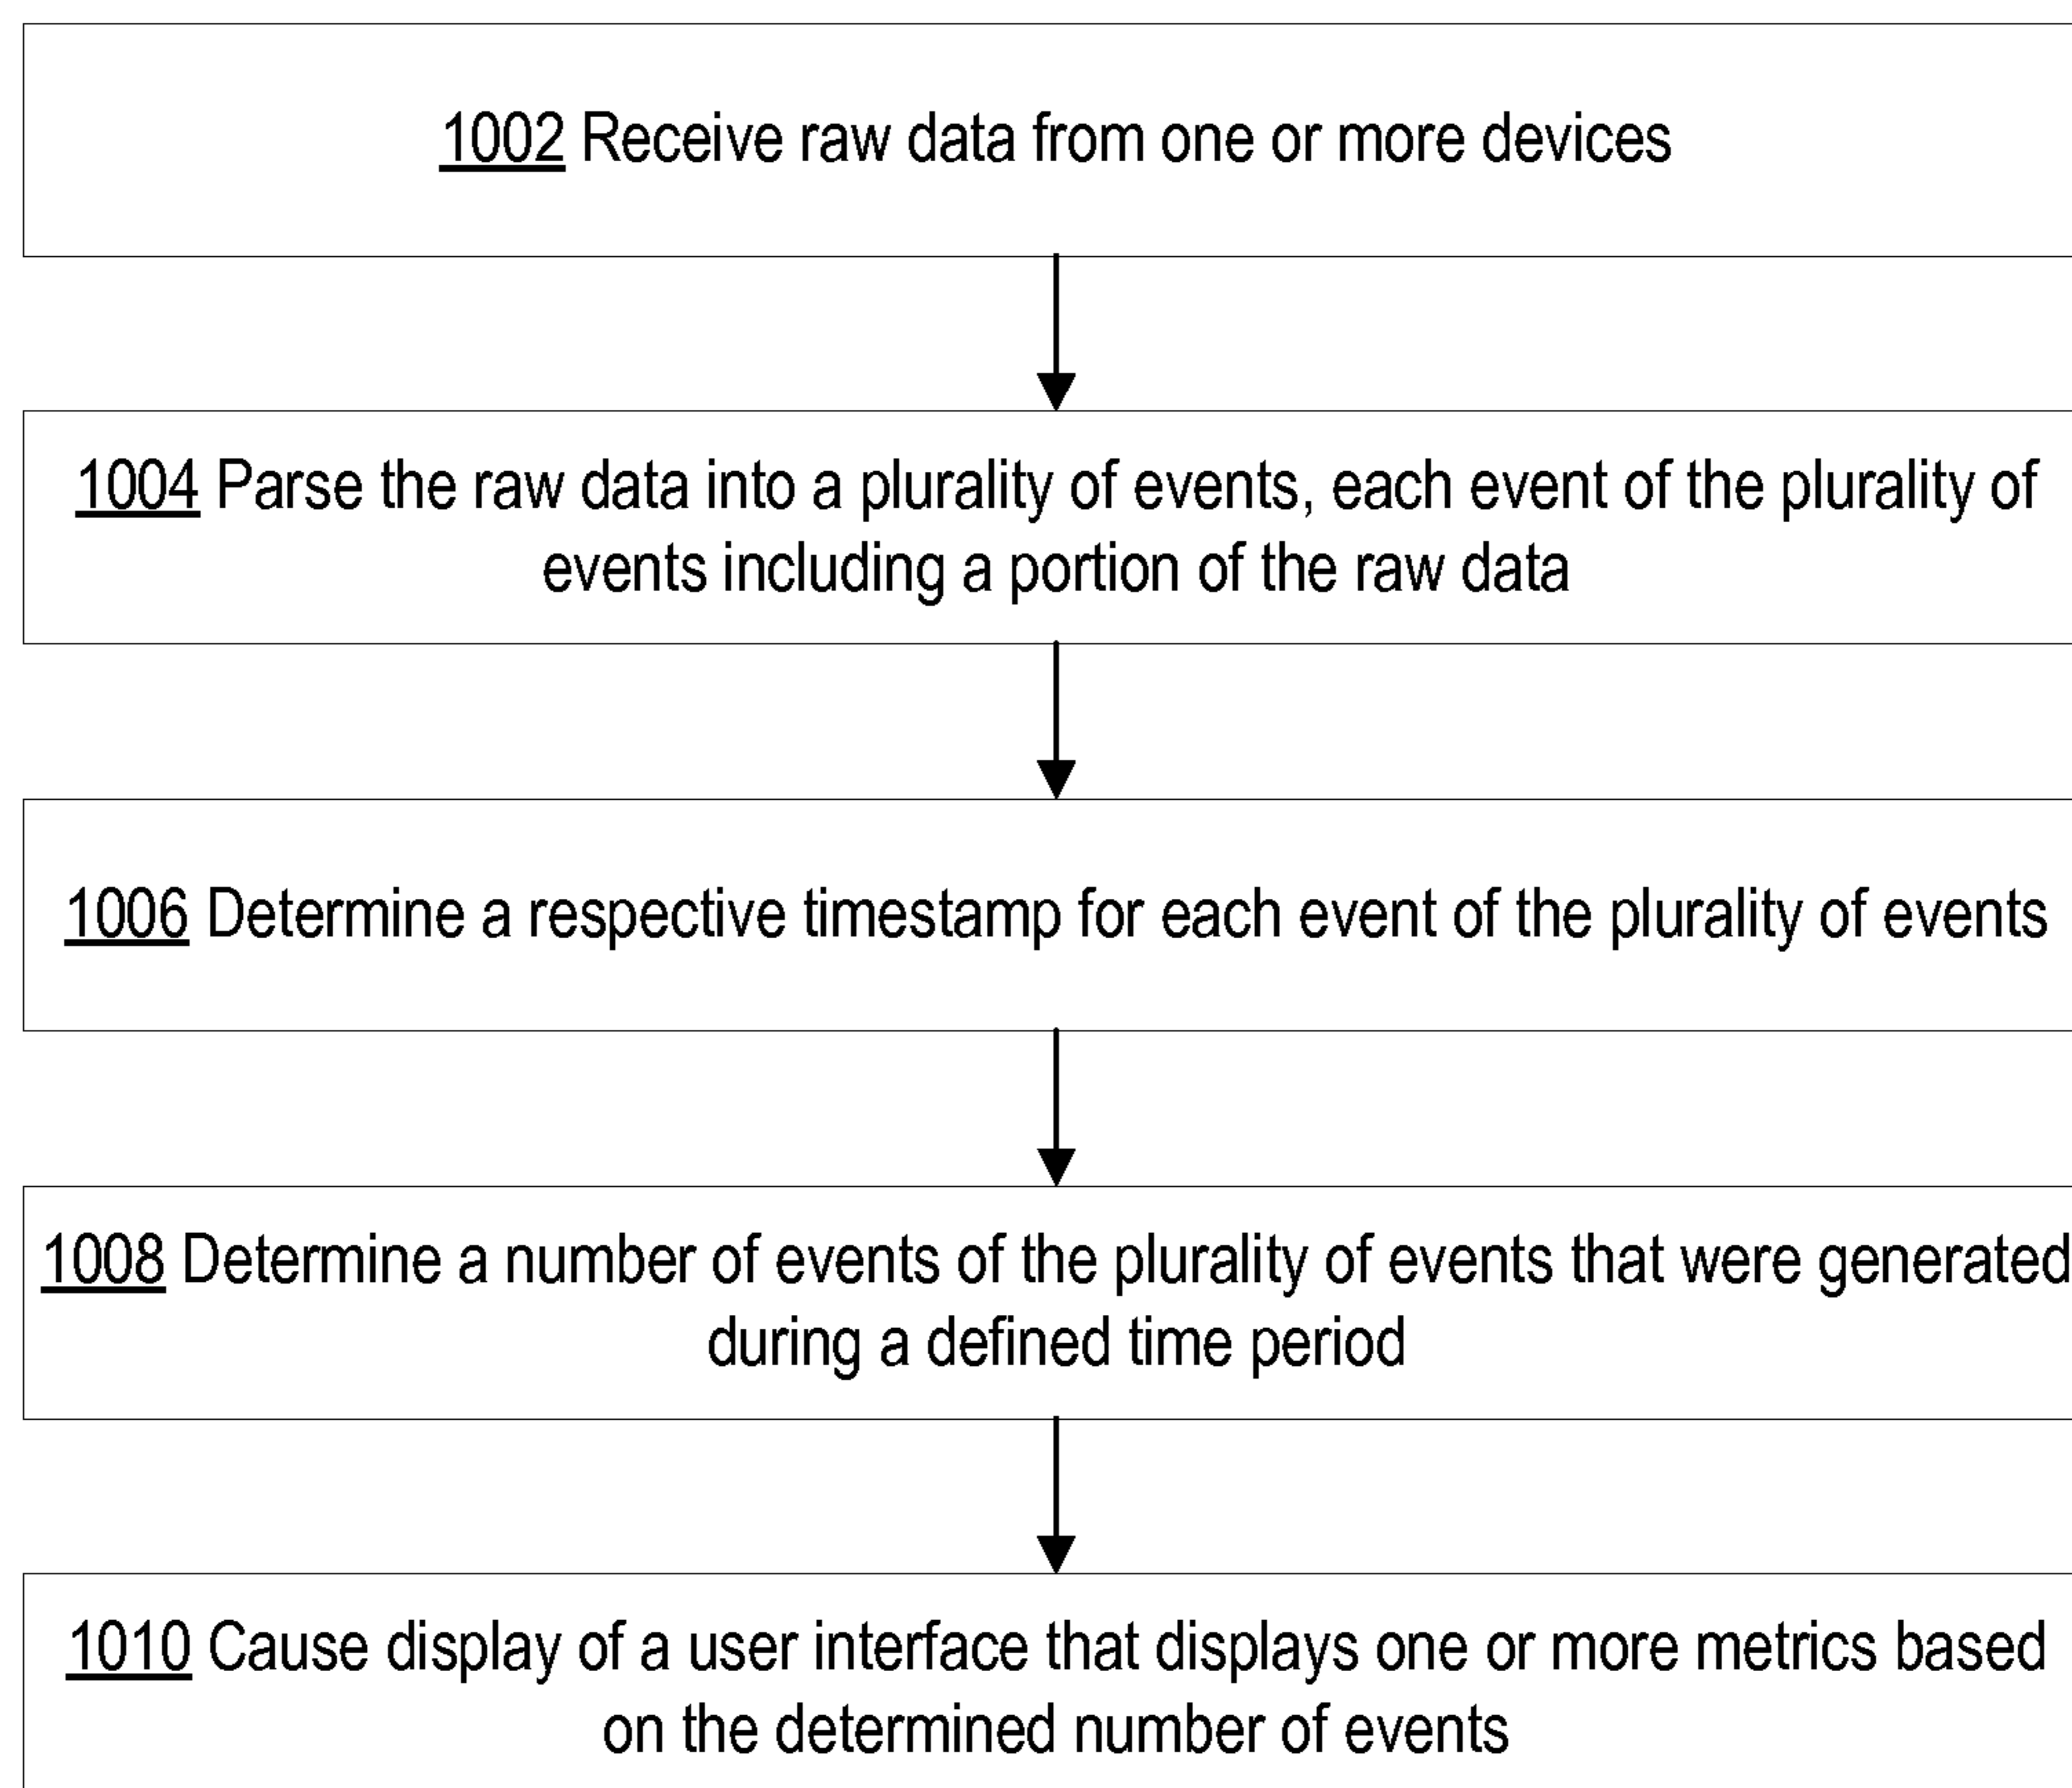 1002 Receive raw data from one or more devices
1004 Parse the raw data into a plurality of events, each event of the plurality of
events including a portion of the raw data
1006 Determine a respective timestamp for each event of the plurality of events
1008 Determine a number of events of the plurality of events that were generated
during a defined time period
1010 Cause display of a user interface that displays one or more metrics based
on the determined number of events